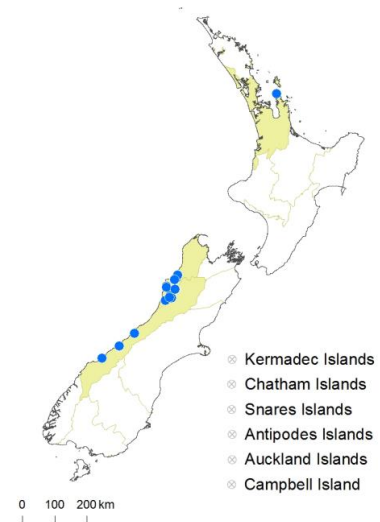 Kermadec Islands
Chatham Islands
Snares Islands
Antipodes Islands
Auckland Islands
Campbell Island
0 100 200 km